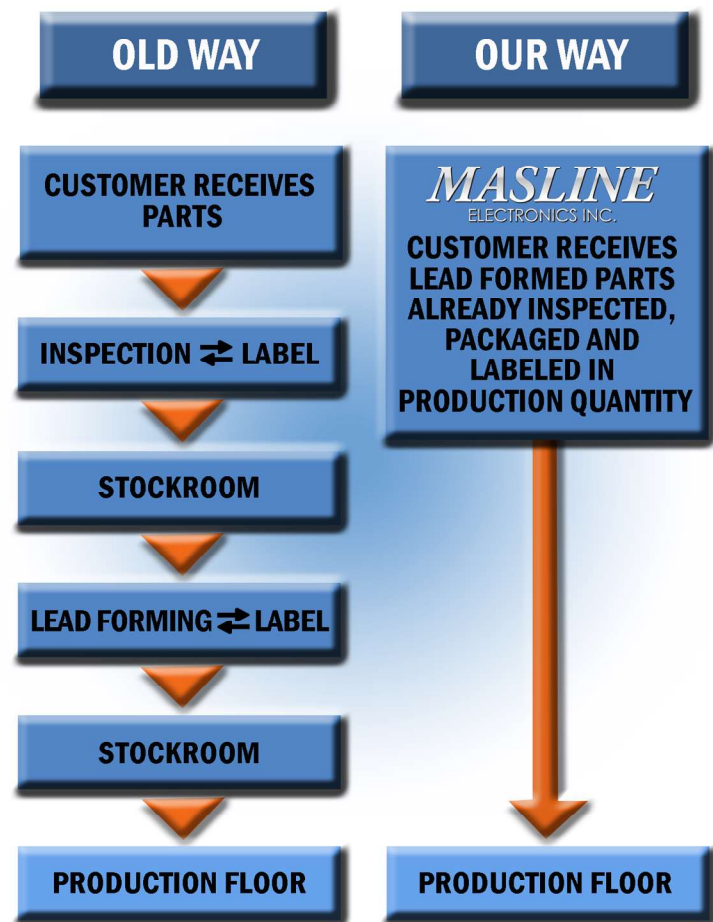 OLD WAY
CUSTOMER RECEIVES
PARTS
INSPECTION ⇄ LABEL
STOCKROOM
LEAD FORMING ⇄ LABEL
STOCKROOM
PRODUCTION FLOOR
OUR WAY
MASLINE
ELECTRONICS INC.
CUSTOMER RECEIVES
LEAD FORMED PARTS
ALREADY INSPECTED,
PACKAGED AND
LABELED IN
PRODUCTION QUANTITY
PRODUCTION FLOOR